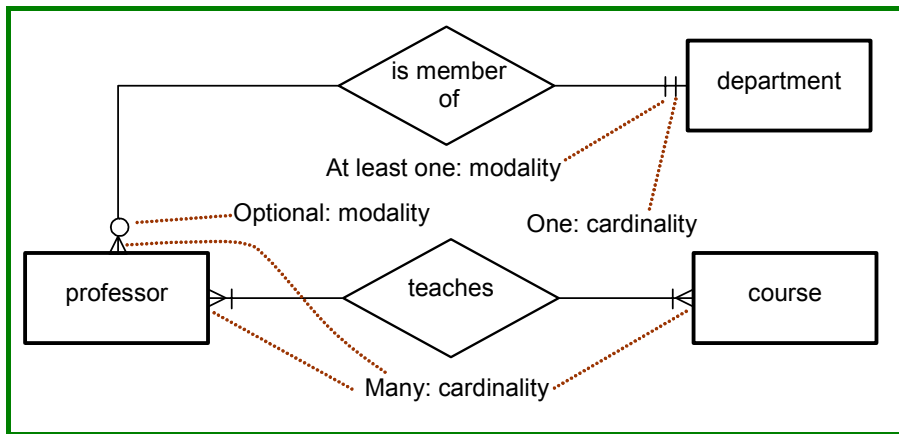 is member
of
department
At least one: modality
Optional: modality
One: cardinality
professor
teaches
course
Many: cardinality